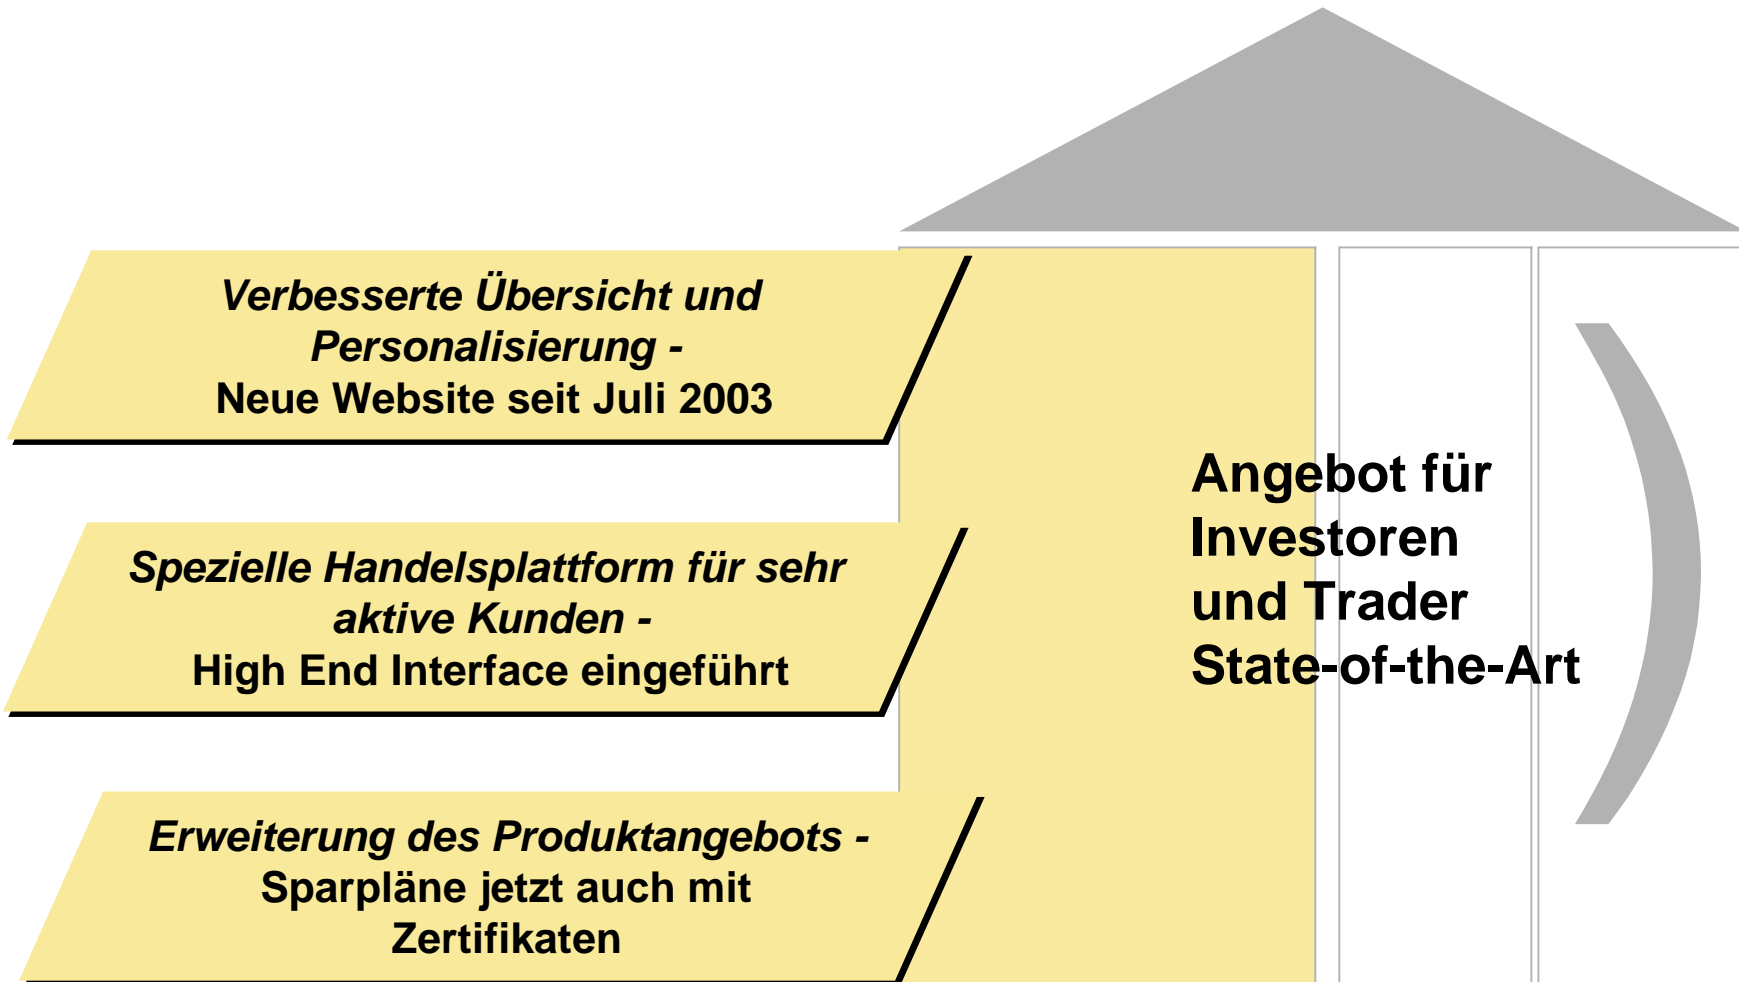 Verbesserte Übersicht und
Personalisierung -
Neue Website seit Juli 2003
Spezielle Handelsplattform für sehr
aktive Kunden -
High End Interface eingeführt
Erweiterung des Produktangebots -
Sparpläne jetzt auch mit
Zertifikaten
Angebot für
Investoren
und Trader
State-of-the-Art